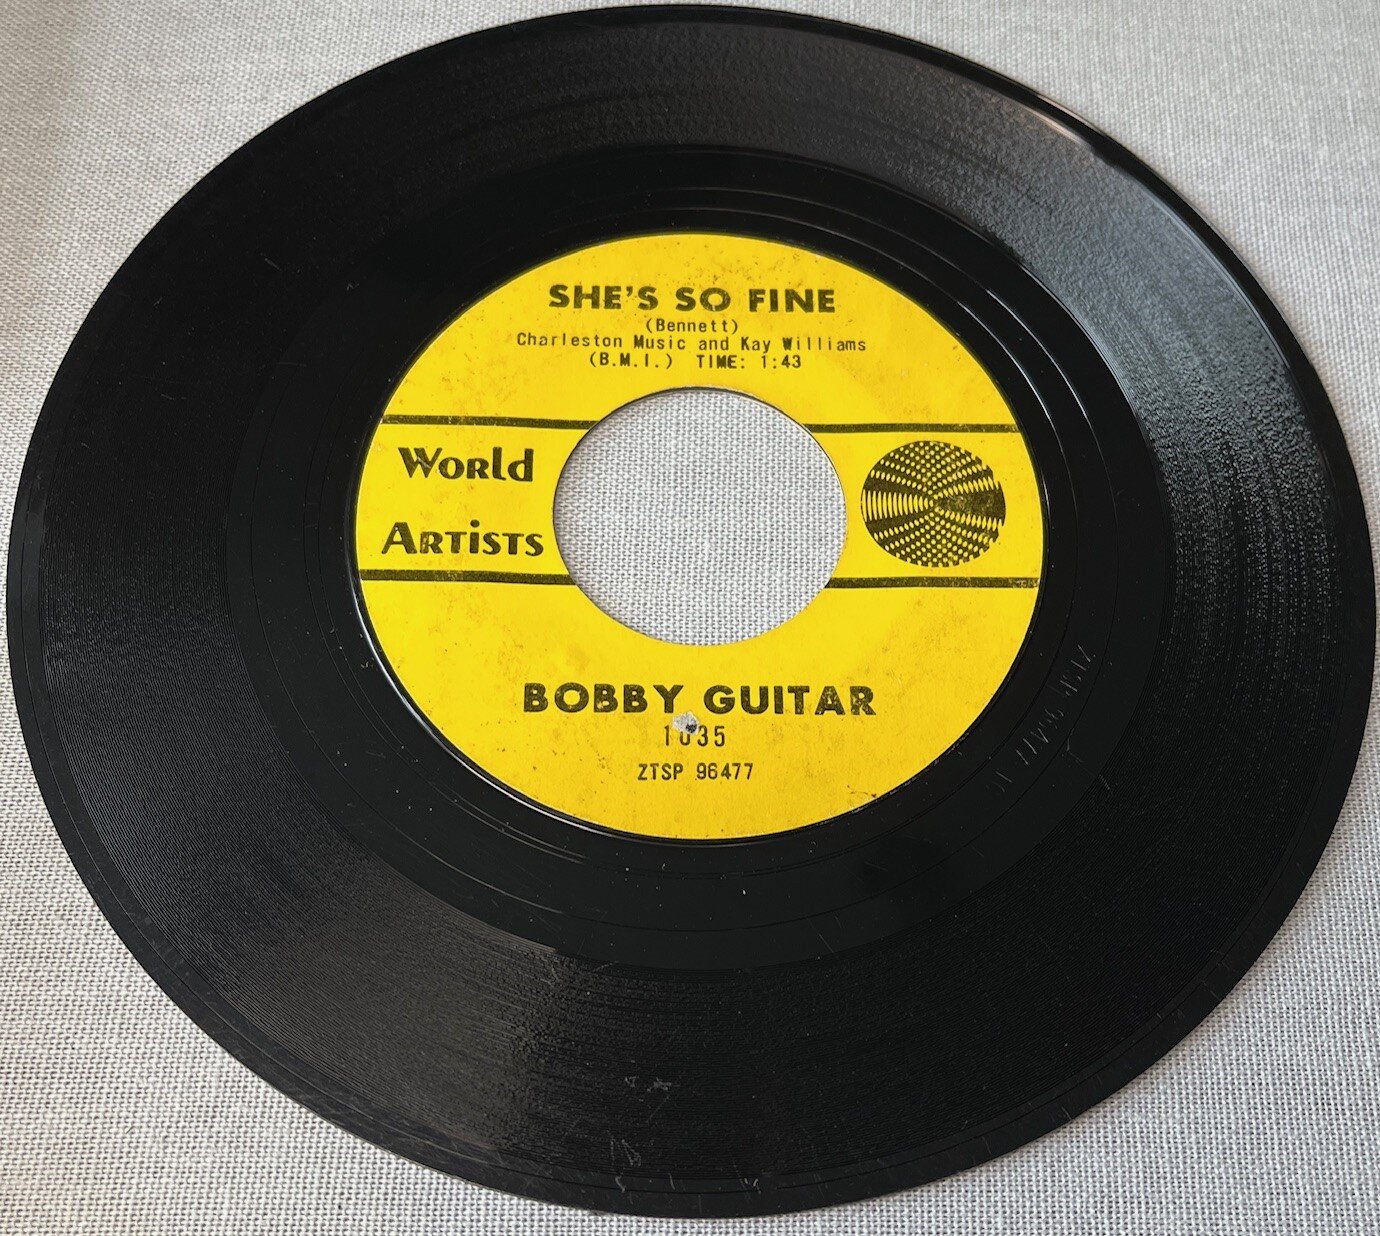 SHE'S SO FINE
(Bennett)
Charleston Music and Kay Williams
(B.M.I.) TIME: 1:43
World
Artists
BOBBY GUITAR
1035
ZTSP 96477